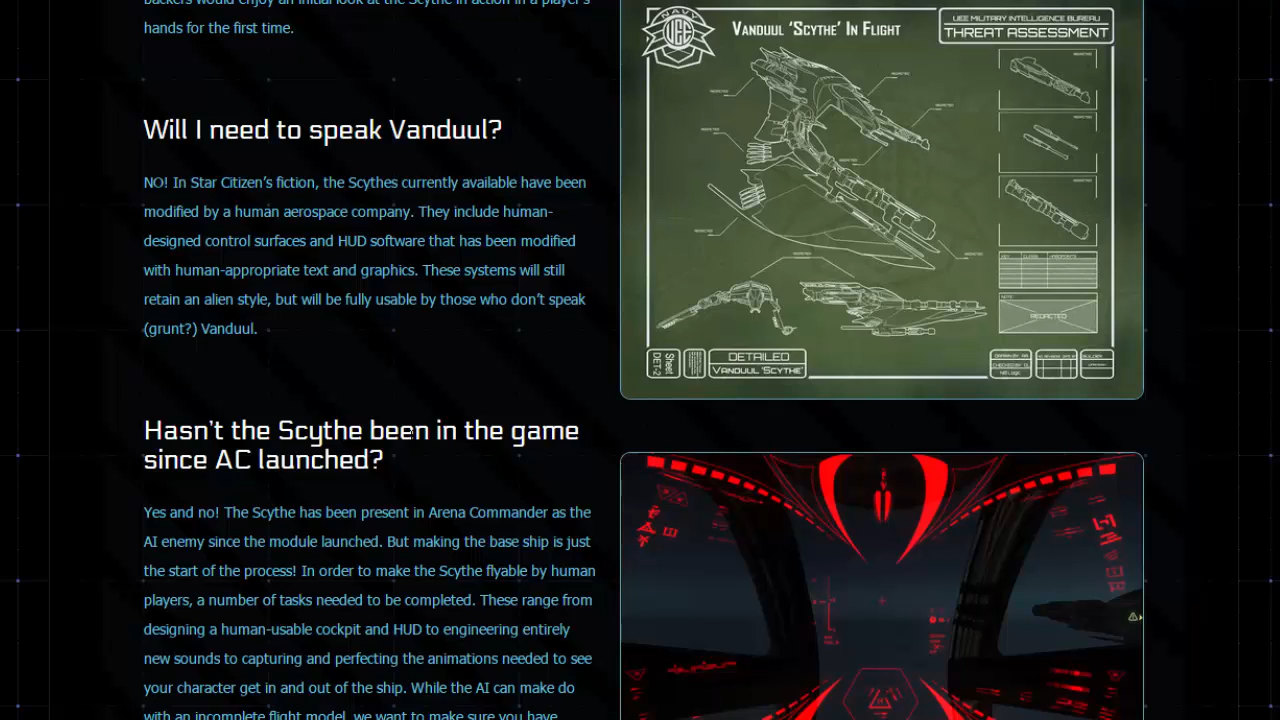 backers would enjoy an initial look at the Scythe in action in a player's
hands for the first time.
Will I need to speak Vanduul?
NO! In Star Citizen's fiction, the Scythes currently available have been
modified by a human aerospace company. They include human-
designed control surfaces and HUD software that has been modified
with human-appropriate text and graphics. These systems will still
retain an alien style, but will be fully usable by those who don't speak
(grunt?) Vanduul.
Hasn't the Scythe been in the game
since AC launched?
Yes and no! The Scythe has been present in Arena Commander as the
AI enemy since the module launched. But making the base ship is just
the start of the process! In order to make the Scythe flyable by human
players, a number of tasks needed to be completed. These range from
designing a human-usable cockpit and HUD to engineering entirely
new sounds to capturing and perfecting the animations needed to see
your character get in and out of the ship. While the AI can make do
with an incomplete flight model, we want to make sure you have
NAVY
UEE
VANDUUL 'SCYTHE' IN FLIGHT
UEE MILITARY INTELLIGENCE BUREAU
THREAT ASSESSMENT
REDACTED
Sheet
DET-2
DETAILED
VANDUUL 'SCYTHE'